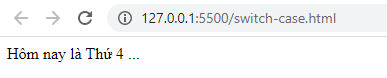 127.0.0.1:5500/switch-case.html
Hôm nay là Thứ 4 ...